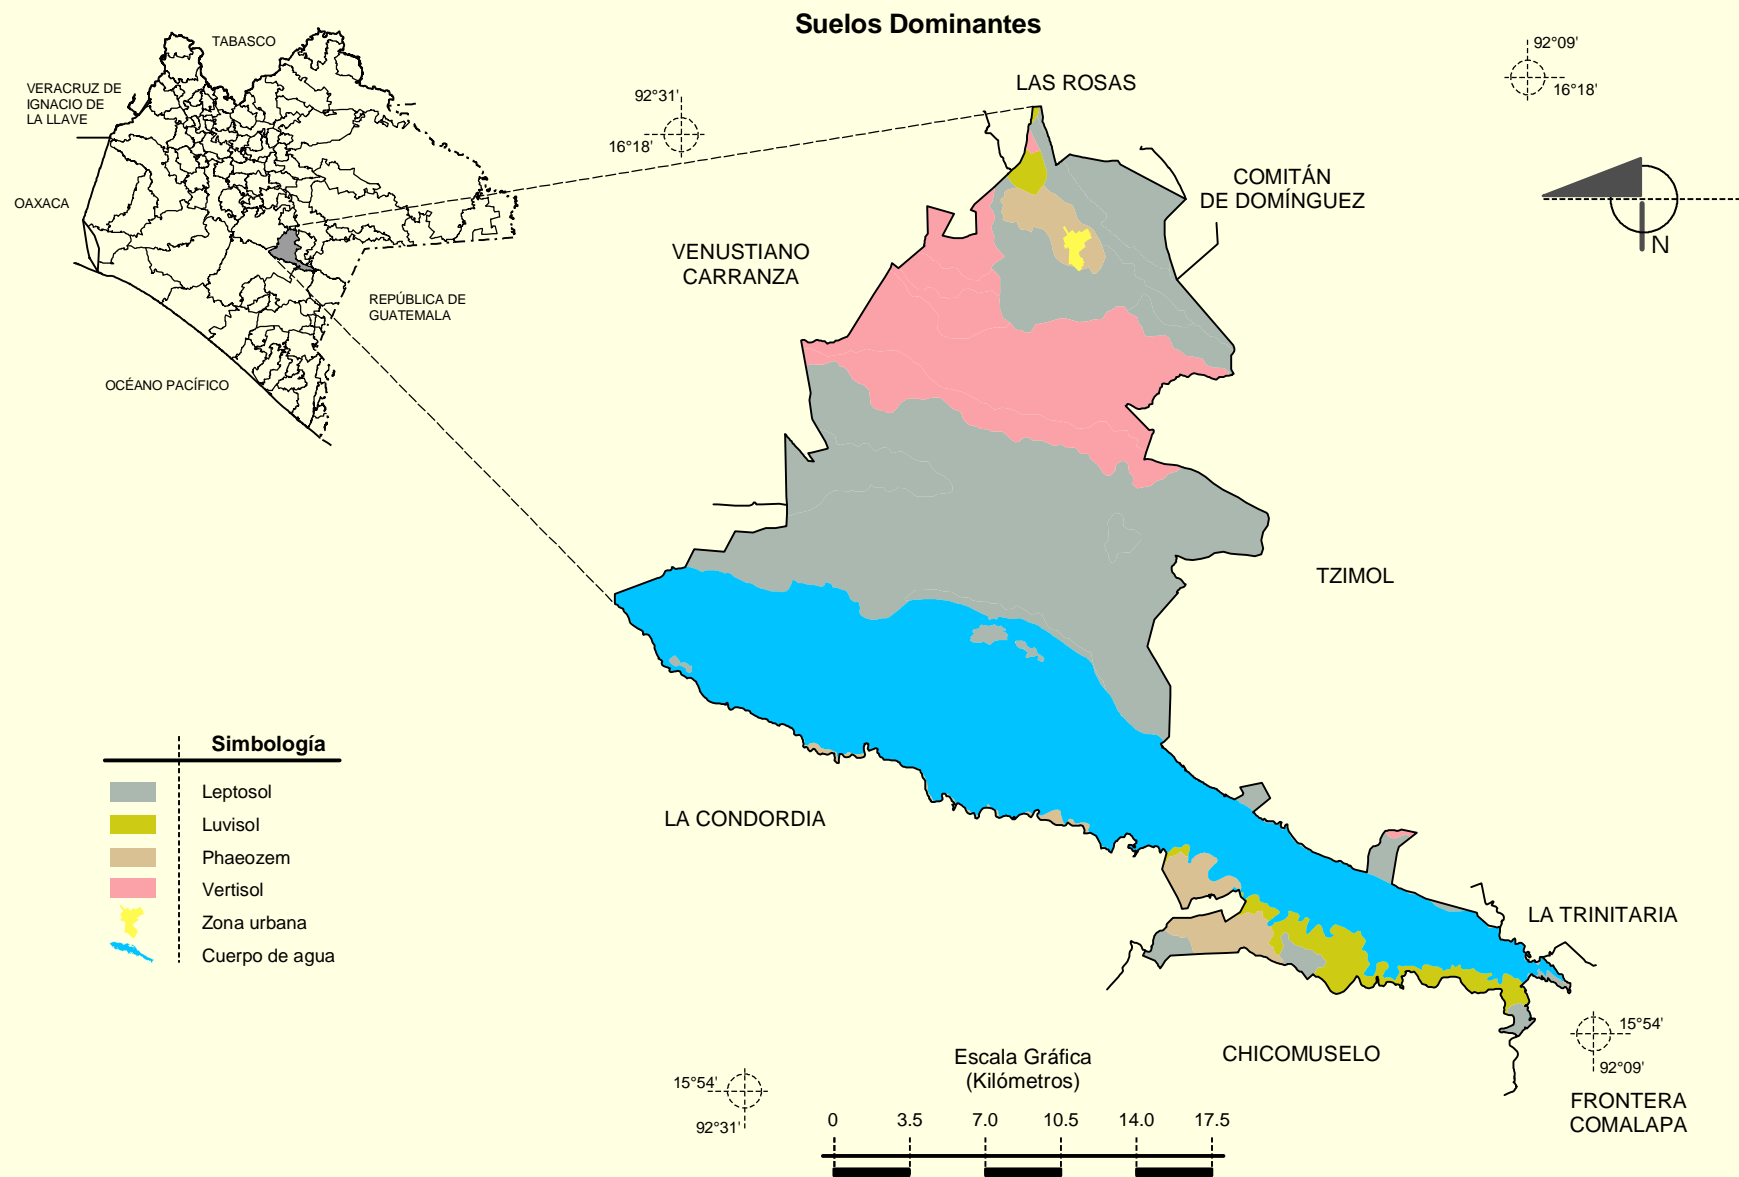 Suelos Dominantes
TABASCO
VERACRUZ DE
IGNACIO DE
LA LLAVE
OAXACA
REPÚBLICA DE
GUATEMALA
OCÉANO PACÍFICO
92°31'
16°18'
92°09'
16°18'
LAS ROSAS
COMITÁN
DE DOMÍNGUEZ
VENUSTIANO
CARRANZA
N
TZIMOL
LA CONDORDIA
LA TRINITARIA
CHICOMUSELO
FRONTERA
COMALAPA
15°54'
92°09'
15°54'
92°31'
Simbología
Leptosol
Luvisol
Phaeozem
Vertisol
Zona urbana
Cuerpo de agua
Escala Gráfica
(Kilómetros)
0 3.5 7.0 10.5 14.0 17.5